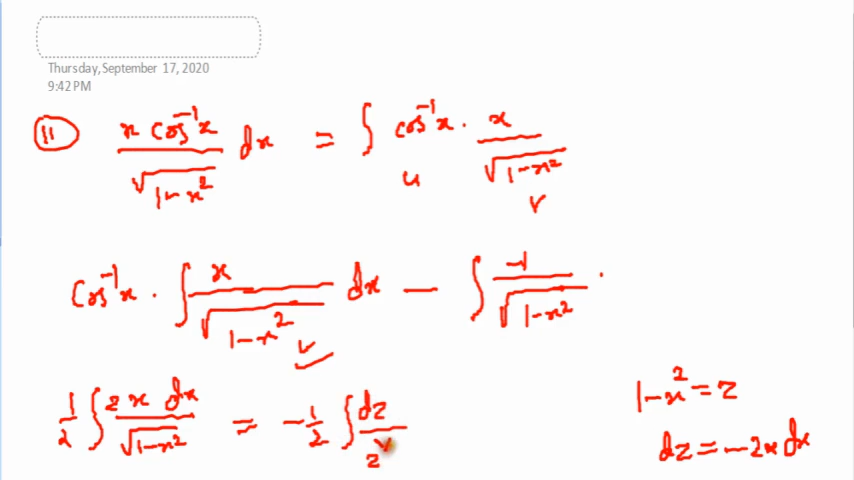 Thursday, September 17, 2020
9:42 PM
11 x cos⁻¹x / √(1-x²) dx = ∫ cos⁻¹x · x / √(1-x²)
u v
cos⁻¹x · ∫ x / √(1-x²) dx - ∫ -1 / √(1-x²) ·
v
1-x² = z
1/2 ∫ 2x dx / √(1-x²) = -1/2 ∫ dz / z
dz = -2x dx